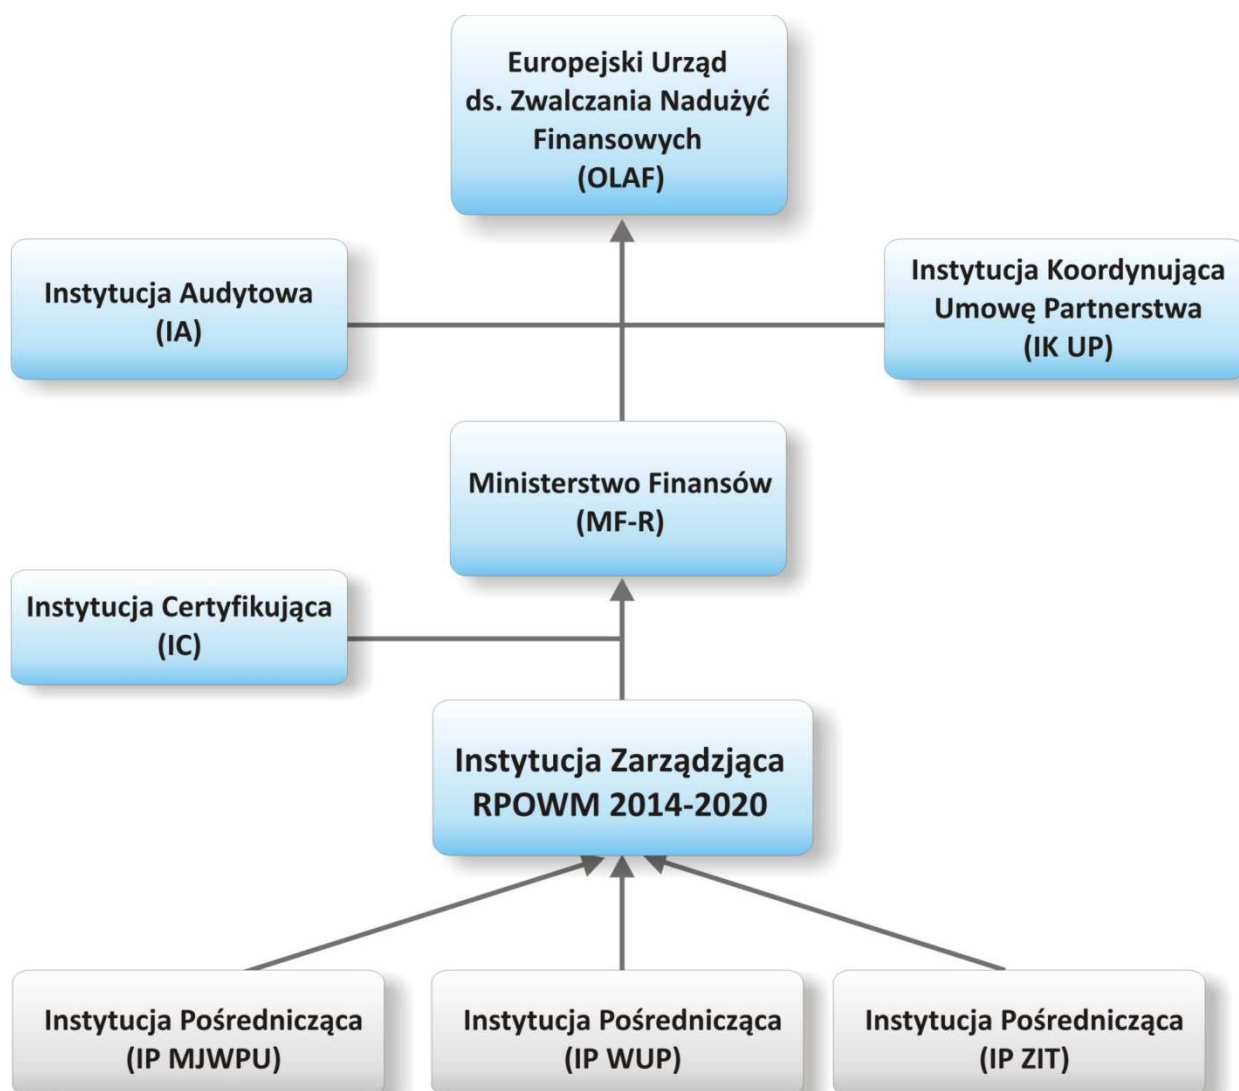 Europejski Urząd
ds. Zwalczania Nadużyć
Finansowych
(OLAF)
Instytucja Audytowa
(IA)
Instytucja Koordynująca
Umowę Partnerstwa
(IK UP)
Ministerstwo Finansów
(MF-R)
Instytucja Certyfikująca
(IC)
Instytucja Zarządzjąca
RPOWM 2014-2020
Instytucja Pośrednicząca
(IP MJWPU)
Instytucja Pośrednicząca
(IP WUP)
Instytucja Pośrednicząca
(IP ZIT)